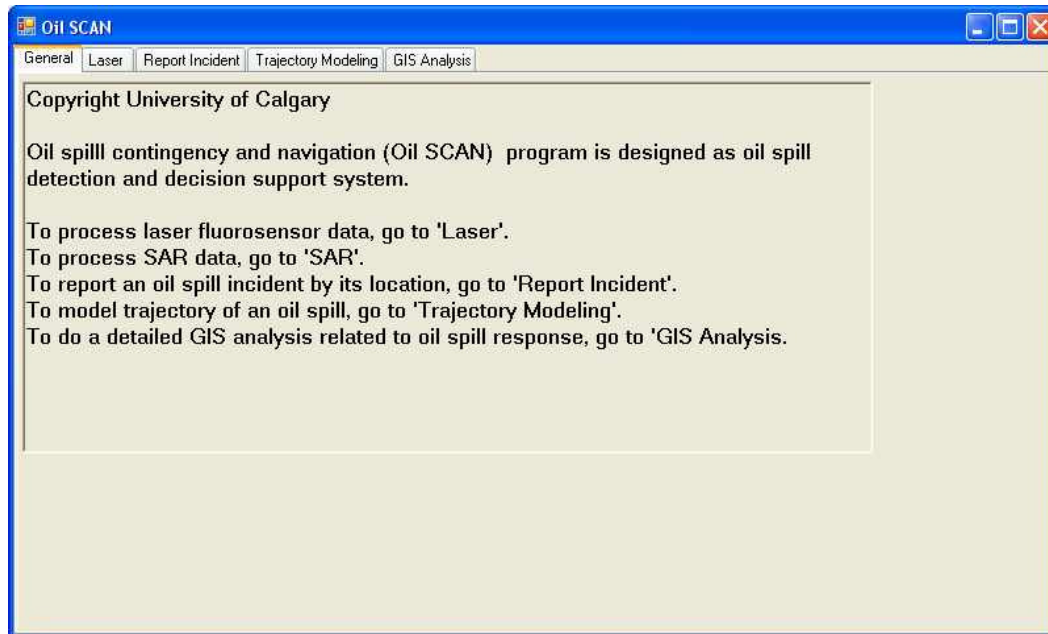 Oil SCAN
General Laser Report Incident Trajectory Modeling GIS Analysis
Copyright University of Calgary
Oil spilll contingency and navigation (Oil SCAN)  program is designed as oil spill
detection and decision support system.
To process laser fluorosensor data, go to 'Laser'.
To process SAR data, go to 'SAR'.
To report an oil spill incident by its location, go to 'Report Incident'.
To model trajectory of an oil spill, go to 'Trajectory Modeling'.
To do a detailed GIS analysis related to oil spill response, go to 'GIS Analysis.